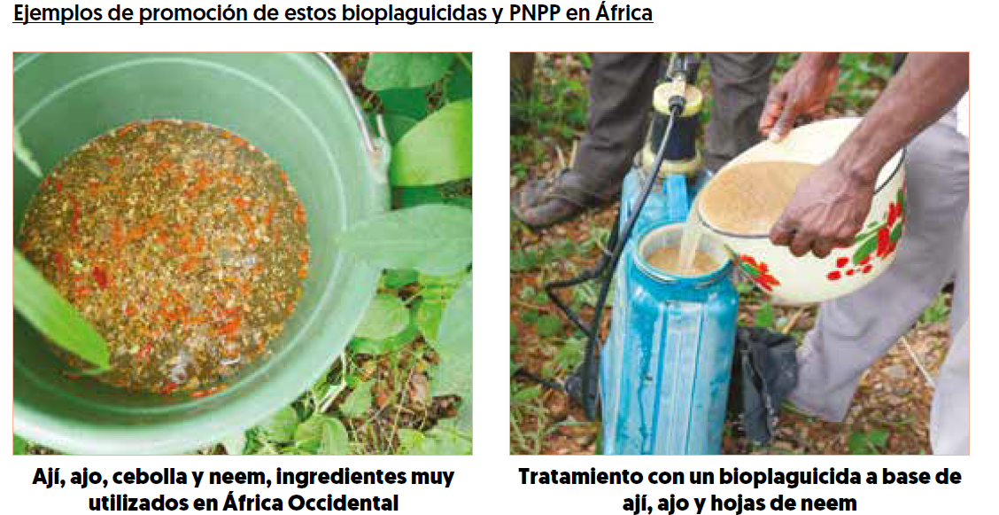 Ejemplos de promoción de estos bioplaguicidas y PNPP en África
Ají, ajo, cebolla y neem, ingredientes muy
utilizados en África Occidental
Tratamiento con un bioplaguicida a base de
ají, ajo y hojas de neem